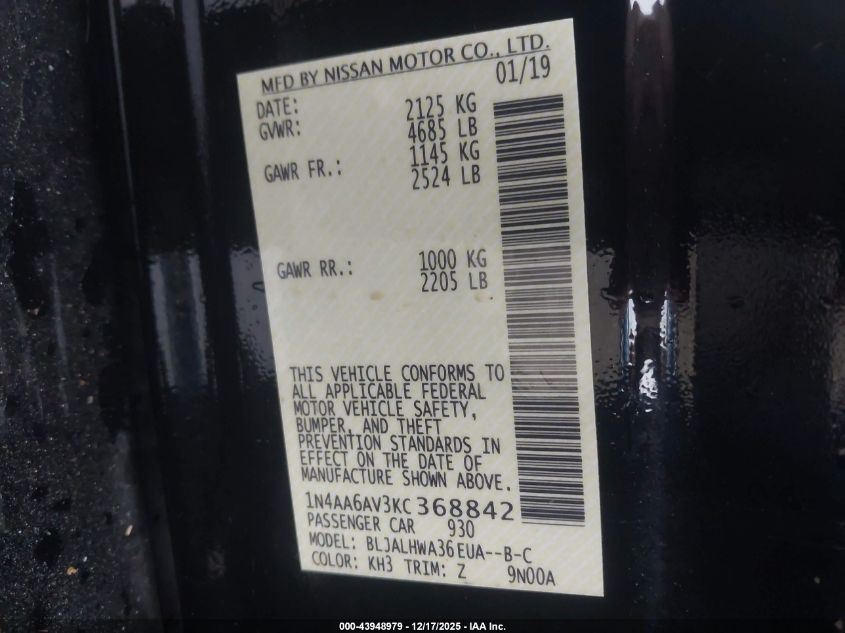 MFD BY NISSAN MOTOR CO., LTD.
DATE: 01/19
GVWR: 2125 KG
4685 LB
GAWR FR.: 1145 KG
2524 LB
GAWR RR.: 1000 KG
2205 LB
THIS VEHICLE CONFORMS TO
ALL APPLICABLE FEDERAL
MOTOR VEHICLE SAFETY,
BUMPER, AND THEFT
PREVENTION STANDARDS IN
EFFECT ON THE DATE OF
MANUFACTURE SHOWN ABOVE.
1N4AA6AV3KC368842
PASSENGER CAR 930
MODEL: BLJALHWA36EUA--B-C
COLOR: KH3 TRIM: Z 9N00A
000-43948979 - 12/17/2025 - IAA Inc.